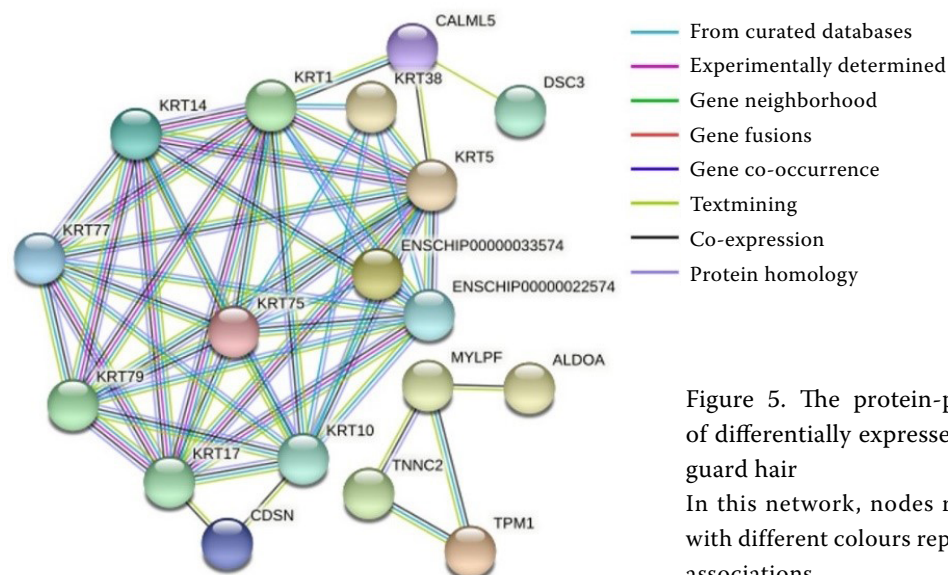 CALML5
KRT1
KRT38
DSC3
KRT14
KRT5
KRT77
ENSCHIP00000033574
ENSCHIP00000022574
KRT75
MYLPF
ALDOA
KRT79
KRT10
KRT17
TNNC2
CDSN
TPM1
From curated databases
Experimentally determined
Gene neighborhood
Gene fusions
Gene co-occurrence
Textmining
Co-expression
Protein homology
Figure 5. The protein-p
of differentially expresse
guard hair
In this network, nodes
with different colours rep
associations